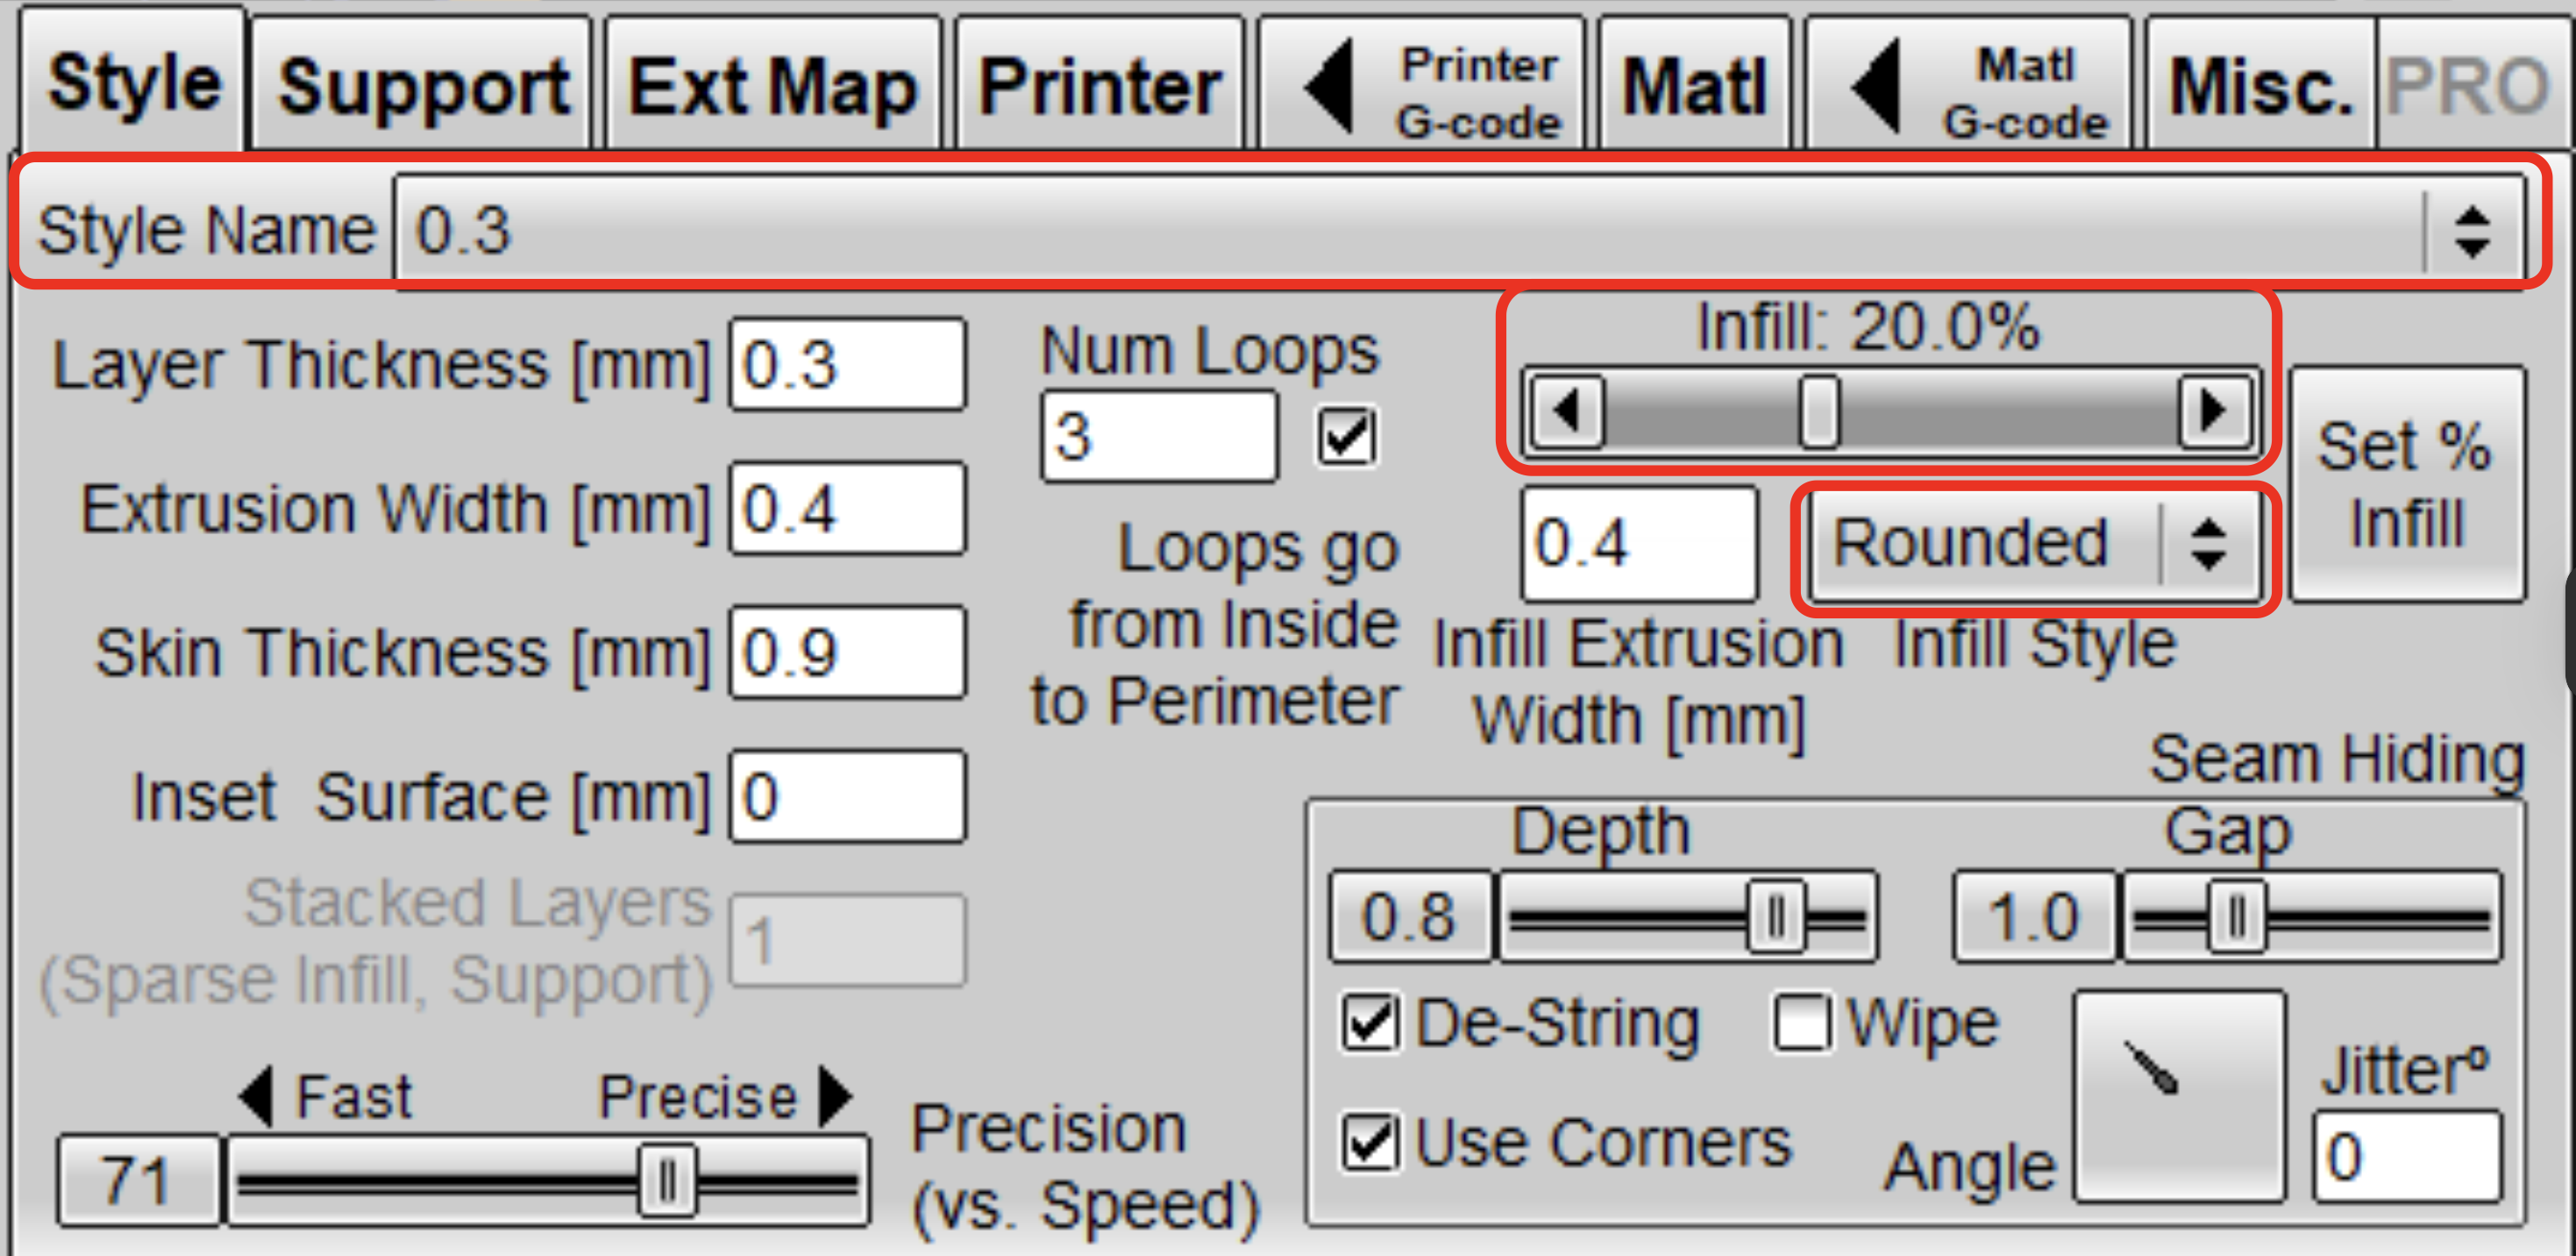 Style Support Ext Map Printer Printer G-code Matl Matl G-code Misc. PRO
Style Name 0.3
Layer Thickness [mm] 0.3
Extrusion Width [mm] 0.4
Skin Thickness [mm] 0.9
Inset Surface [mm] 0
Stacked Layers
(Sparse Infill, Support) 1
Fast Precise
71
Precision
(vs. Speed)
Num Loops
3
Loops go
from Inside
to Perimeter
Infill: 20.0%
Set %
Infill
0.4 Rounded
Infill Extrusion
Width [mm]
Infill Style
Seam Hiding
Depth Gap
0.8 1.0
De-String Wipe
Use Corners
Angle
Jitterº
0